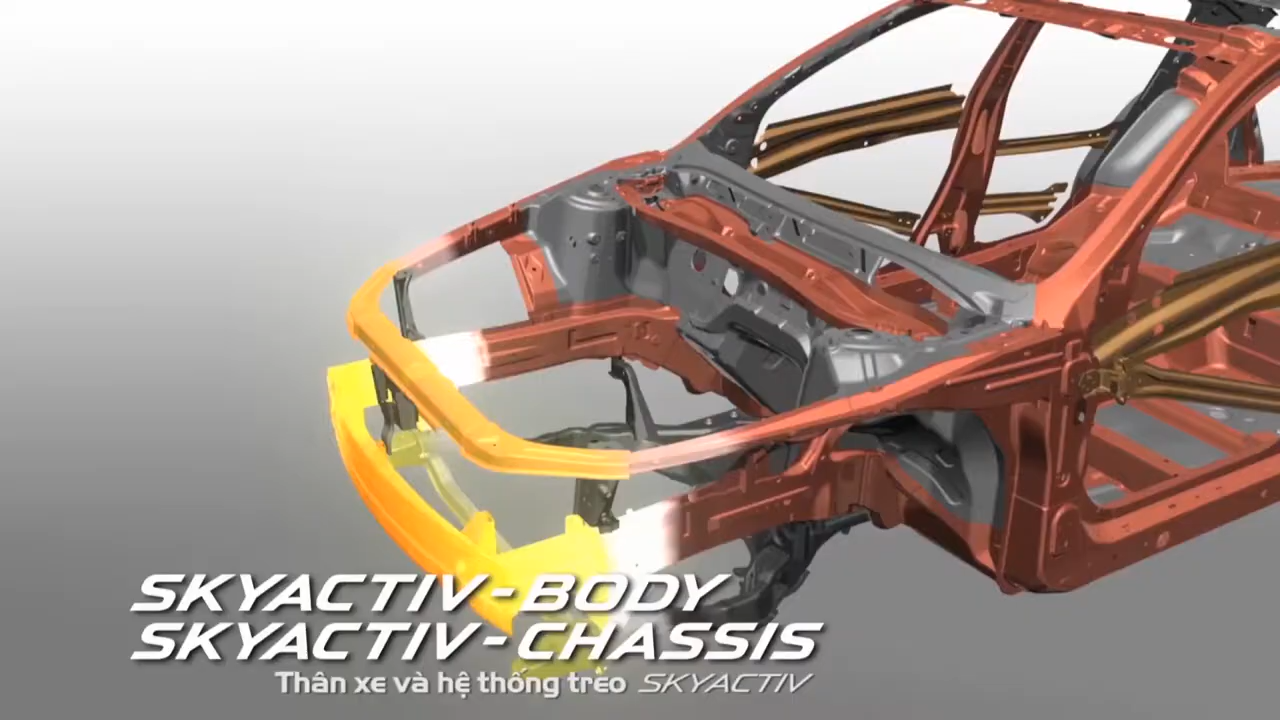 SKYACTIV-BODY
SKYACTIV-CHASSIS
Thân xe và hệ thống treo SKYACTIV